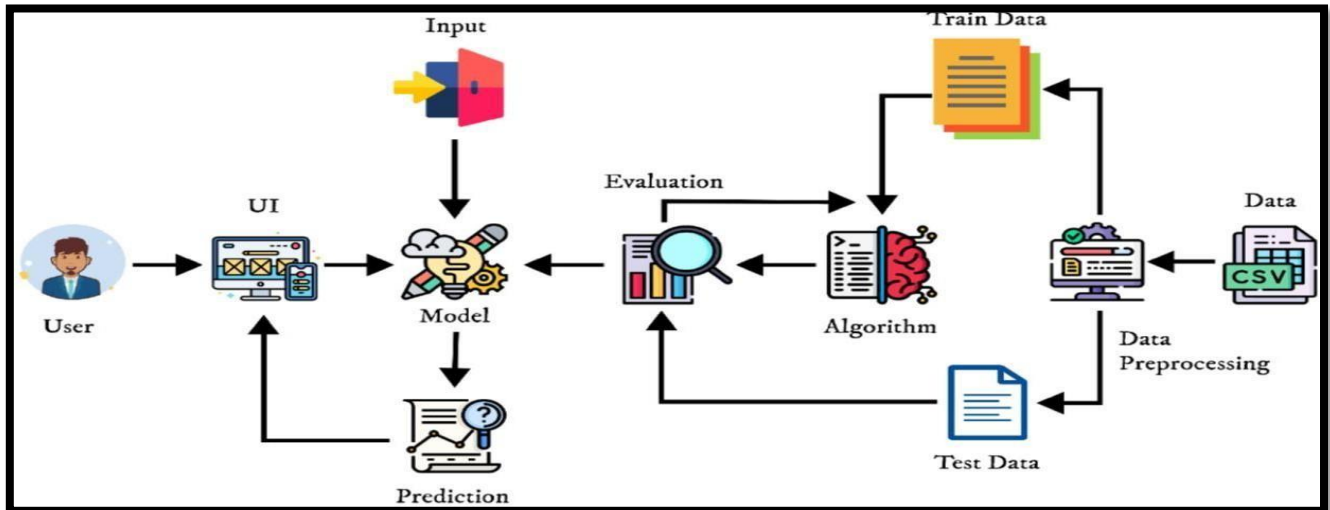 Input
Train Data
Evaluation
UI
Data
CSV
User
Model
Algorithm
Data
Preprocessing
Test Data
Prediction